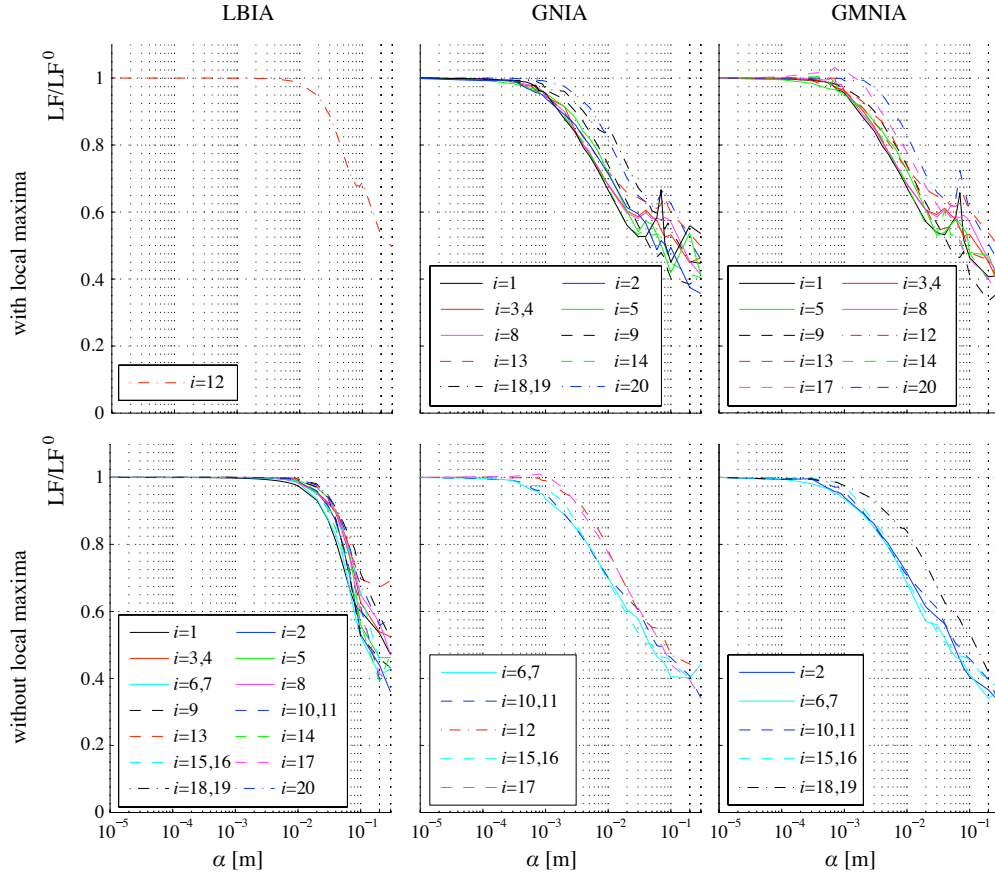 LBIA GNIA GMNIA
with local maxima
LF/LF⁰
1
0.8
0.6
0.4
0.2
0
i=12
i=1 i=2
i=3,4 i=5
i=8 i=9
i=13 i=14
i=18,19 i=20
i=1 i=3,4
i=5 i=8
i=9 i=12
i=13 i=14
i=17 i=20
without local maxima
LF/LF⁰
1
0.8
0.6
0.4
0.2
0
i=1 i=2
i=3,4 i=5
i=6,7 i=8
i=9 i=10,11
i=13 i=14
i=15,16 i=17
i=18,19 i=20
i=6,7
i=10,11
i=12
i=15,16
i=17
i=2
i=6,7
i=10,11
i=15,16
i=18,19
10⁻⁵ 10⁻⁴ 10⁻³ 10⁻² 10⁻¹ 10⁻⁵ 10⁻⁴ 10⁻³ 10⁻² 10⁻¹ 10⁻⁵ 10⁻⁴ 10⁻³ 10⁻² 10⁻¹
α [m] α [m] α [m]